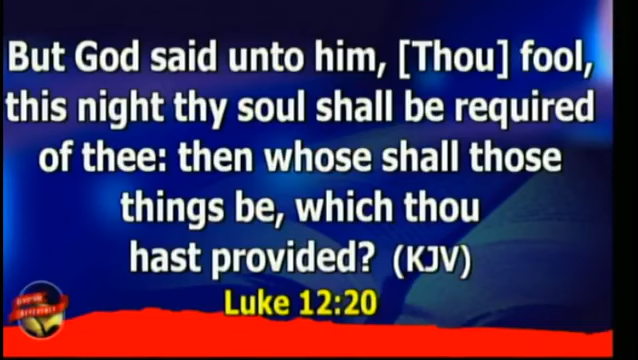 But God said unto him, [Thou] fool,
this night thy soul shall be required
of thee: then whose shall those
things be, which thou
hast provided? (KJV)
Luke 12:20